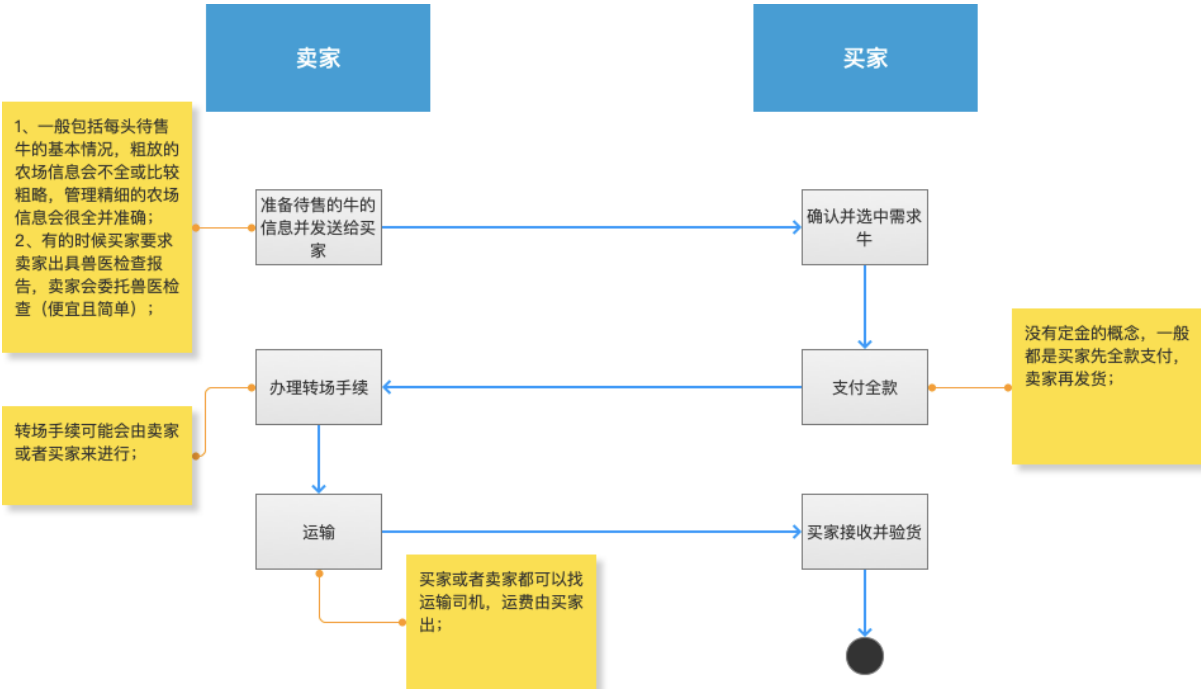 卖家
买家
1、一般包括每头待售
牛的基本情况，粗放的
农场信息会不全或比较
粗略，管理精细的农场
信息会很全并准确；
2、有的时候买家要求
卖家出具兽医检查报
告，卖家会委托兽医检
查（便宜且简单）；
准备待售的牛的
信息并发送给买
家
确认并选中需求
牛
没有定金的概念，一般
都是买家先全款支付，
卖家再发货；
办理转场手续
支付全款
转场手续可能会由卖家
或者买家来进行；
运输
买家接收并验货
买家或者卖家都可以找
运输司机，运费由买家
出；